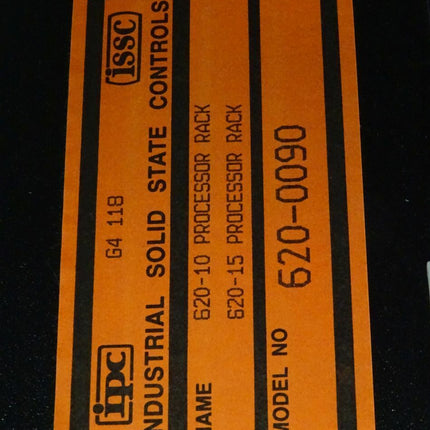 ipc G4 118 issc
NDUSTRIAL SOLID STATE CONTROLS
NAME 620-10 PROCESSOR RACK
620-15 PROCESSOR RACK
MODEL NO 620-0090